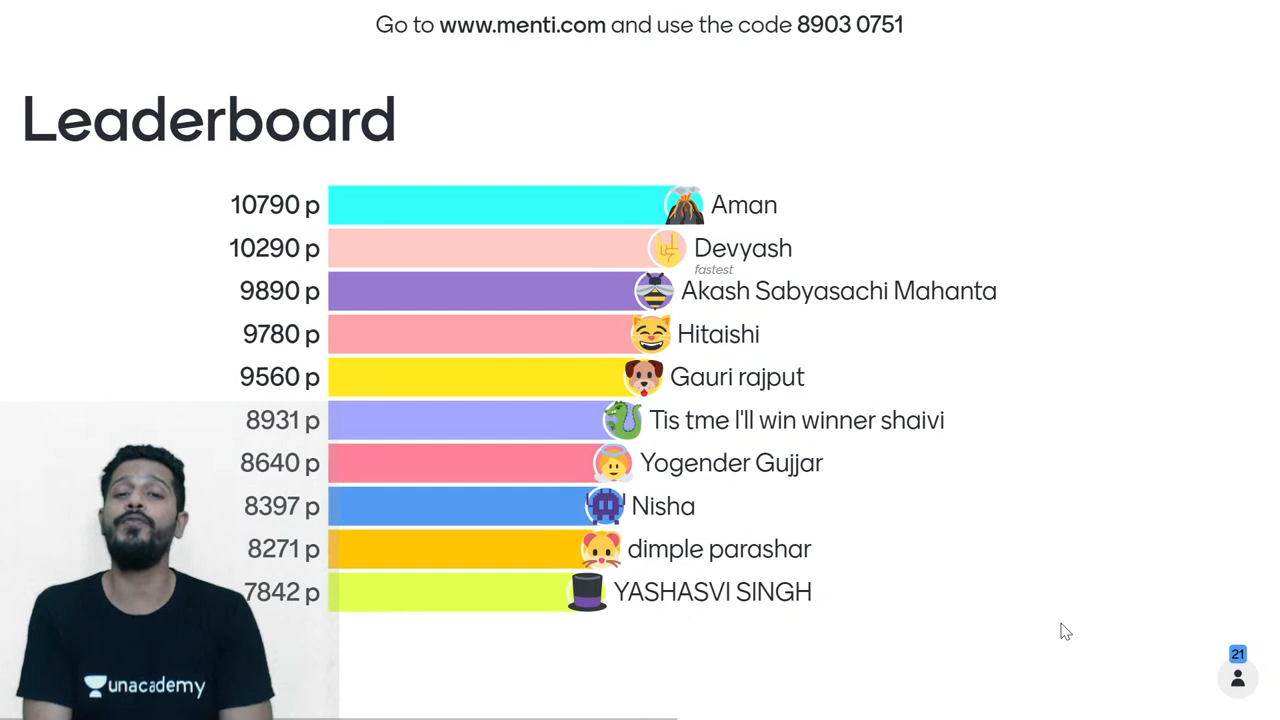 Go to www.menti.com and use the code 8903 0751
Leaderboard
10790 p Aman
10290 p Devyash
fastest
9890 p Akash Sabyasachi Mahanta
9780 p Hitaishi
9560 p Gauri rajput
8931 p Tis tme I'll win winner shaivi
8640 p Yogender Gujjar
8397 p Nisha
8271 p dimple parashar
7842 p YASHASVI SINGH
unacademy
21